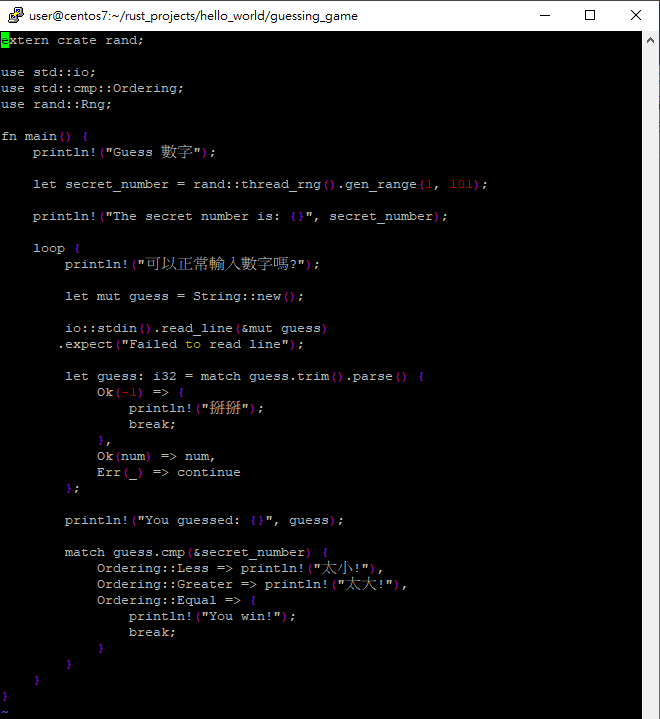 user@centos7:~/rust_projects/hello_world/guessing_game
extern crate rand;

use std::io;
use std::cmp::Ordering;
use rand::Rng;

fn main() {
    println!("Guess 數字");

    let secret_number = rand::thread_rng().gen_range(1, 101);

    println!("The secret number is: {}", secret_number);

    loop {
        println!("可以正常輸入數字嗎?");

        let mut guess = String::new();

        io::stdin().read_line(&mut guess)
       .expect("Failed to read line");

        let guess: i32 = match guess.trim().parse() {
            Ok(-1) => {
                println!("掰掰");
                break;
            },
            Ok(num) => num,
            Err(_) => continue
        };

        println!("You guessed: {}", guess);

        match guess.cmp(&secret_number) {
            Ordering::Less => println!("太小!"),
            Ordering::Greater => println!("太大!"),
            Ordering::Equal => {
                println!("You win!");
                break;
            }
        }
    }
}
~